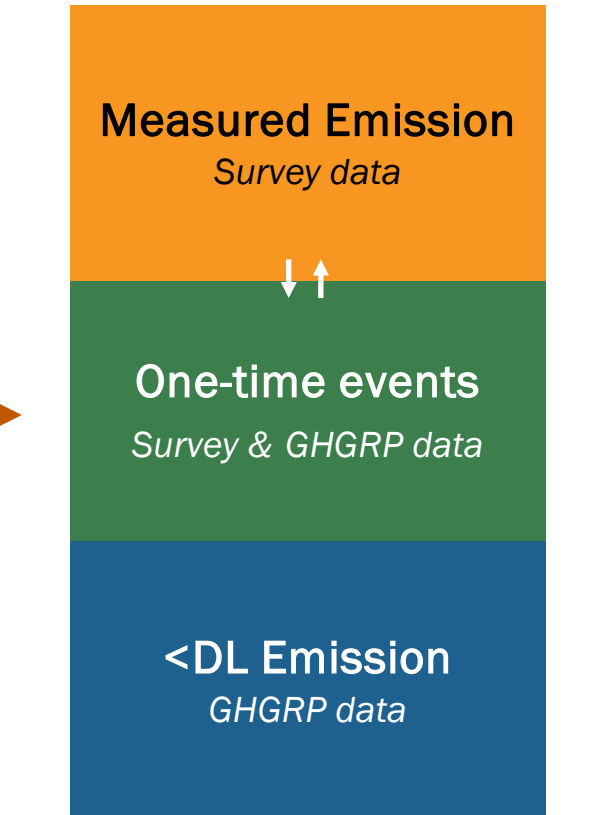 Measured Emission
Survey data
One-time events
Survey & GHGRP data
<DL Emission
GHGRP data